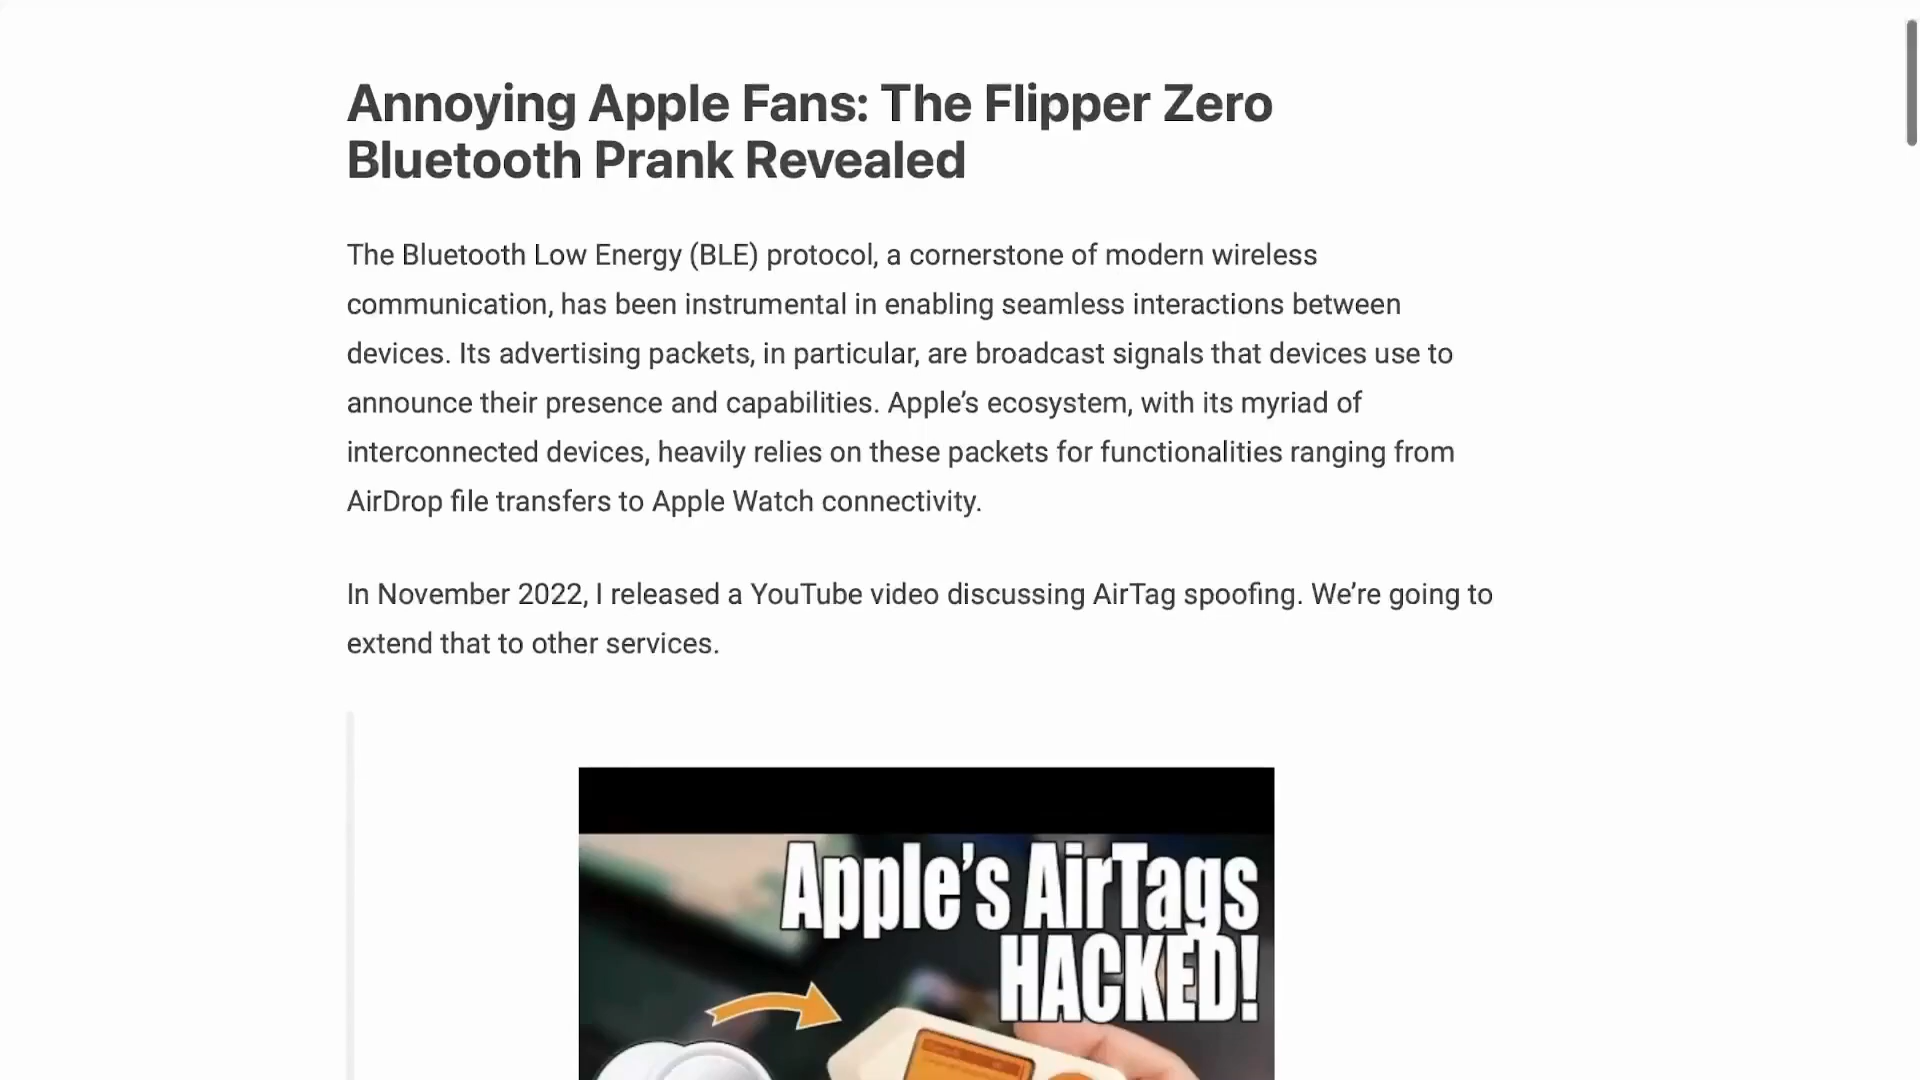 Annoying Apple Fans: The Flipper Zero
Bluetooth Prank Revealed
The Bluetooth Low Energy (BLE) protocol, a cornerstone of modern wireless
communication, has been instrumental in enabling seamless interactions between
devices. Its advertising packets, in particular, are broadcast signals that devices use to
announce their presence and capabilities. Apple’s ecosystem, with its myriad of
interconnected devices, heavily relies on these packets for functionalities ranging from
AirDrop file transfers to Apple Watch connectivity.
In November 2022, I released a YouTube video discussing AirTag spoofing. We’re going to
extend that to other services.
Apple’s AirTags
HACKED!